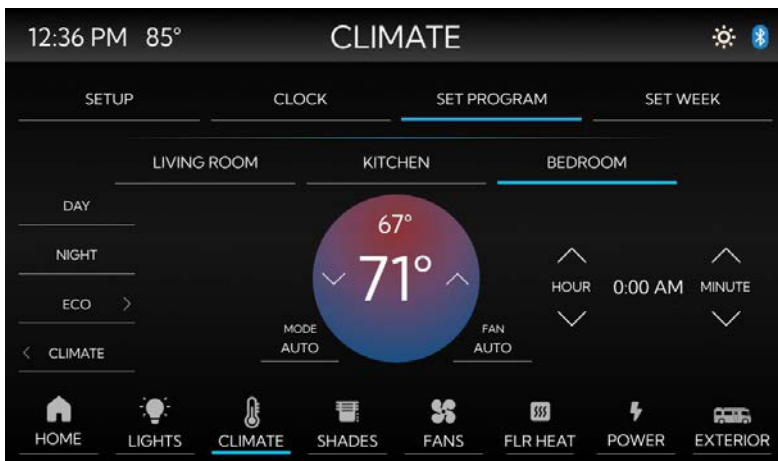 12:36 PM 85° CLIMATE
SETUP CLOCK SET PROGRAM SET WEEK
LIVING ROOM KITCHEN BEDROOM
DAY
67°
NIGHT
71°
HOUR 0:00 AM MINUTE
ECO
MODE FAN
AUTO AUTO
CLIMATE
HOME LIGHTS CLIMATE SHADES FANS FLR HEAT POWER EXTERIOR